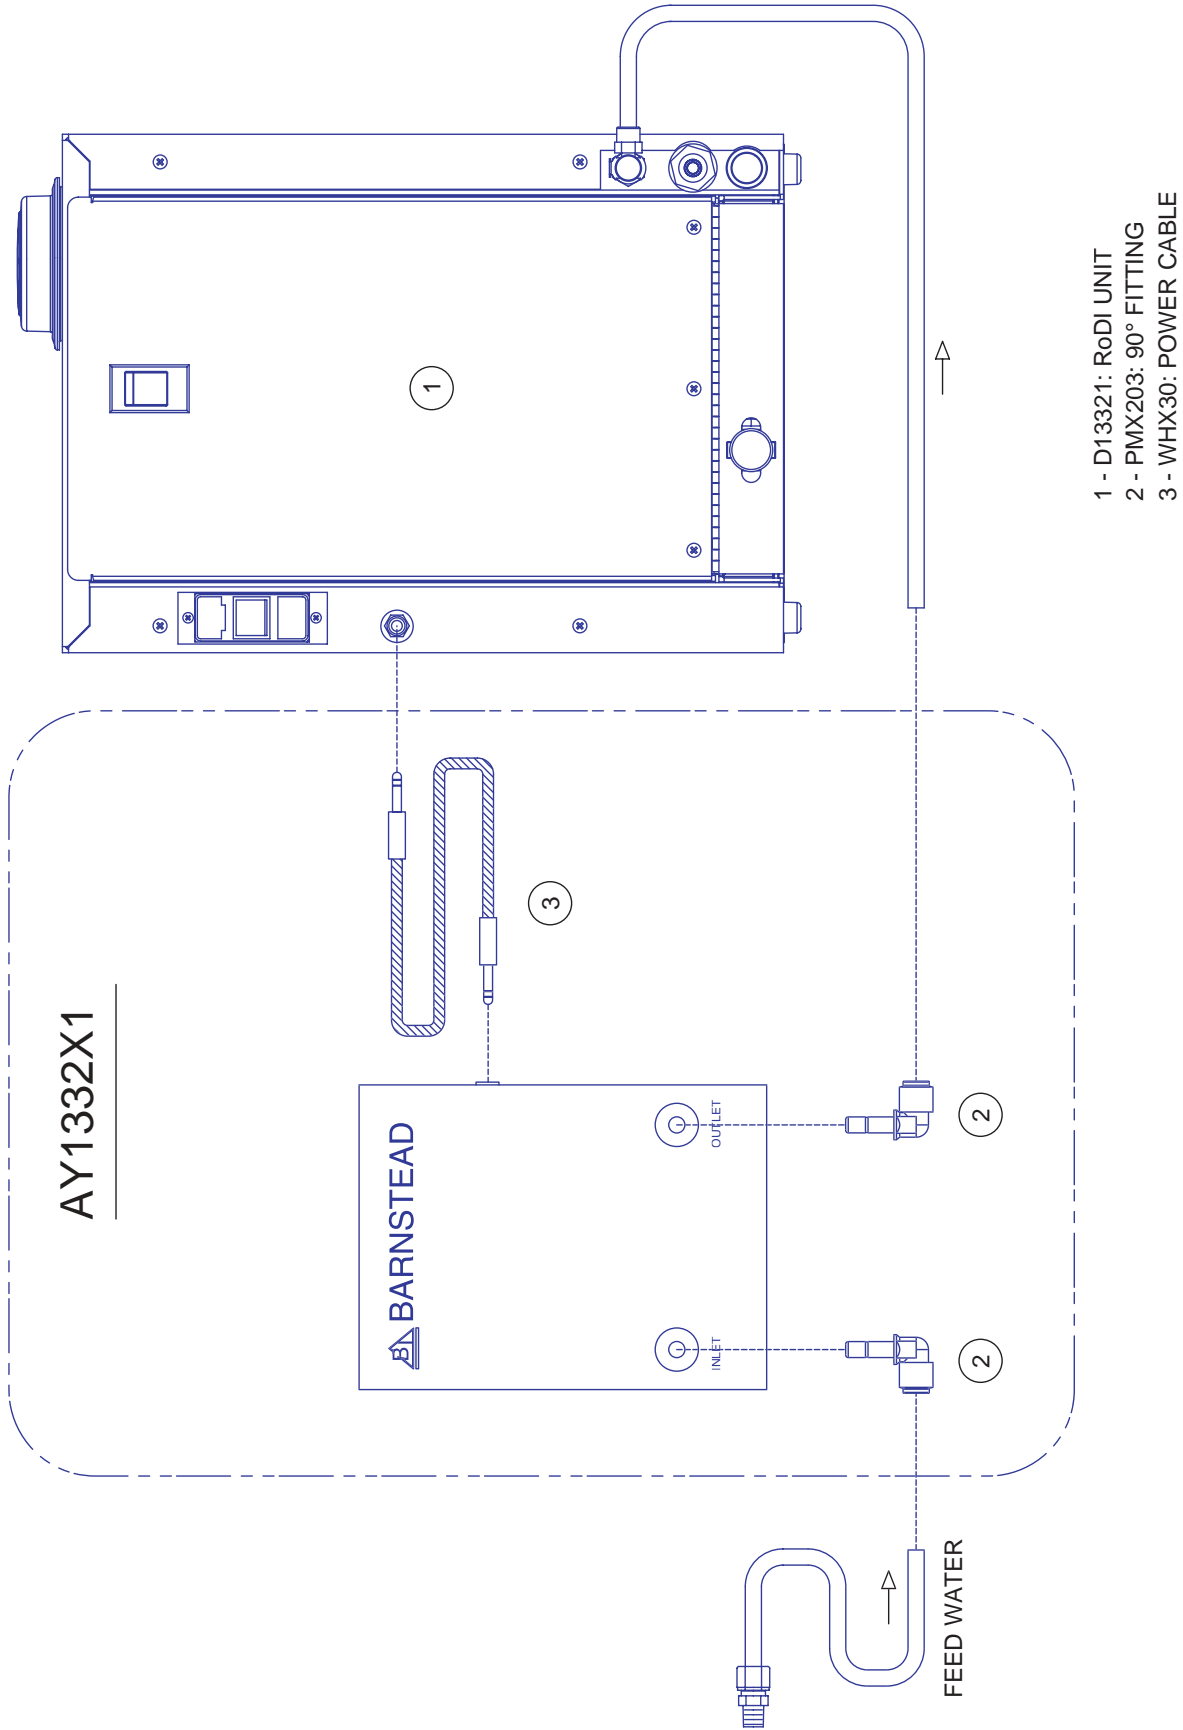 AY1332X1
B BARNSTEAD
INLET
OUTLET
1
3
2
2
FEED WATER
1 - D13321: RoDI UNIT
2 - PMX203: 90° FITTING
3 - WHX30: POWER CABLE